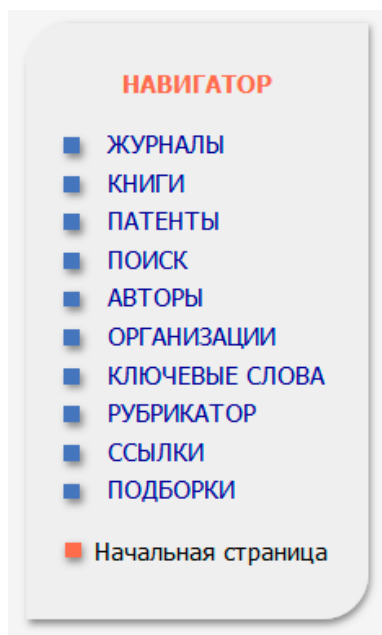 НАВИГАТОР
ЖУРНАЛЫ
КНИГИ
ПАТЕНТЫ
ПОИСК
АВТОРЫ
ОРГАНИЗАЦИИ
КЛЮЧЕВЫЕ СЛОВА
РУБРИКАТОР
ССЫЛКИ
ПОДБОРКИ
Начальная страница